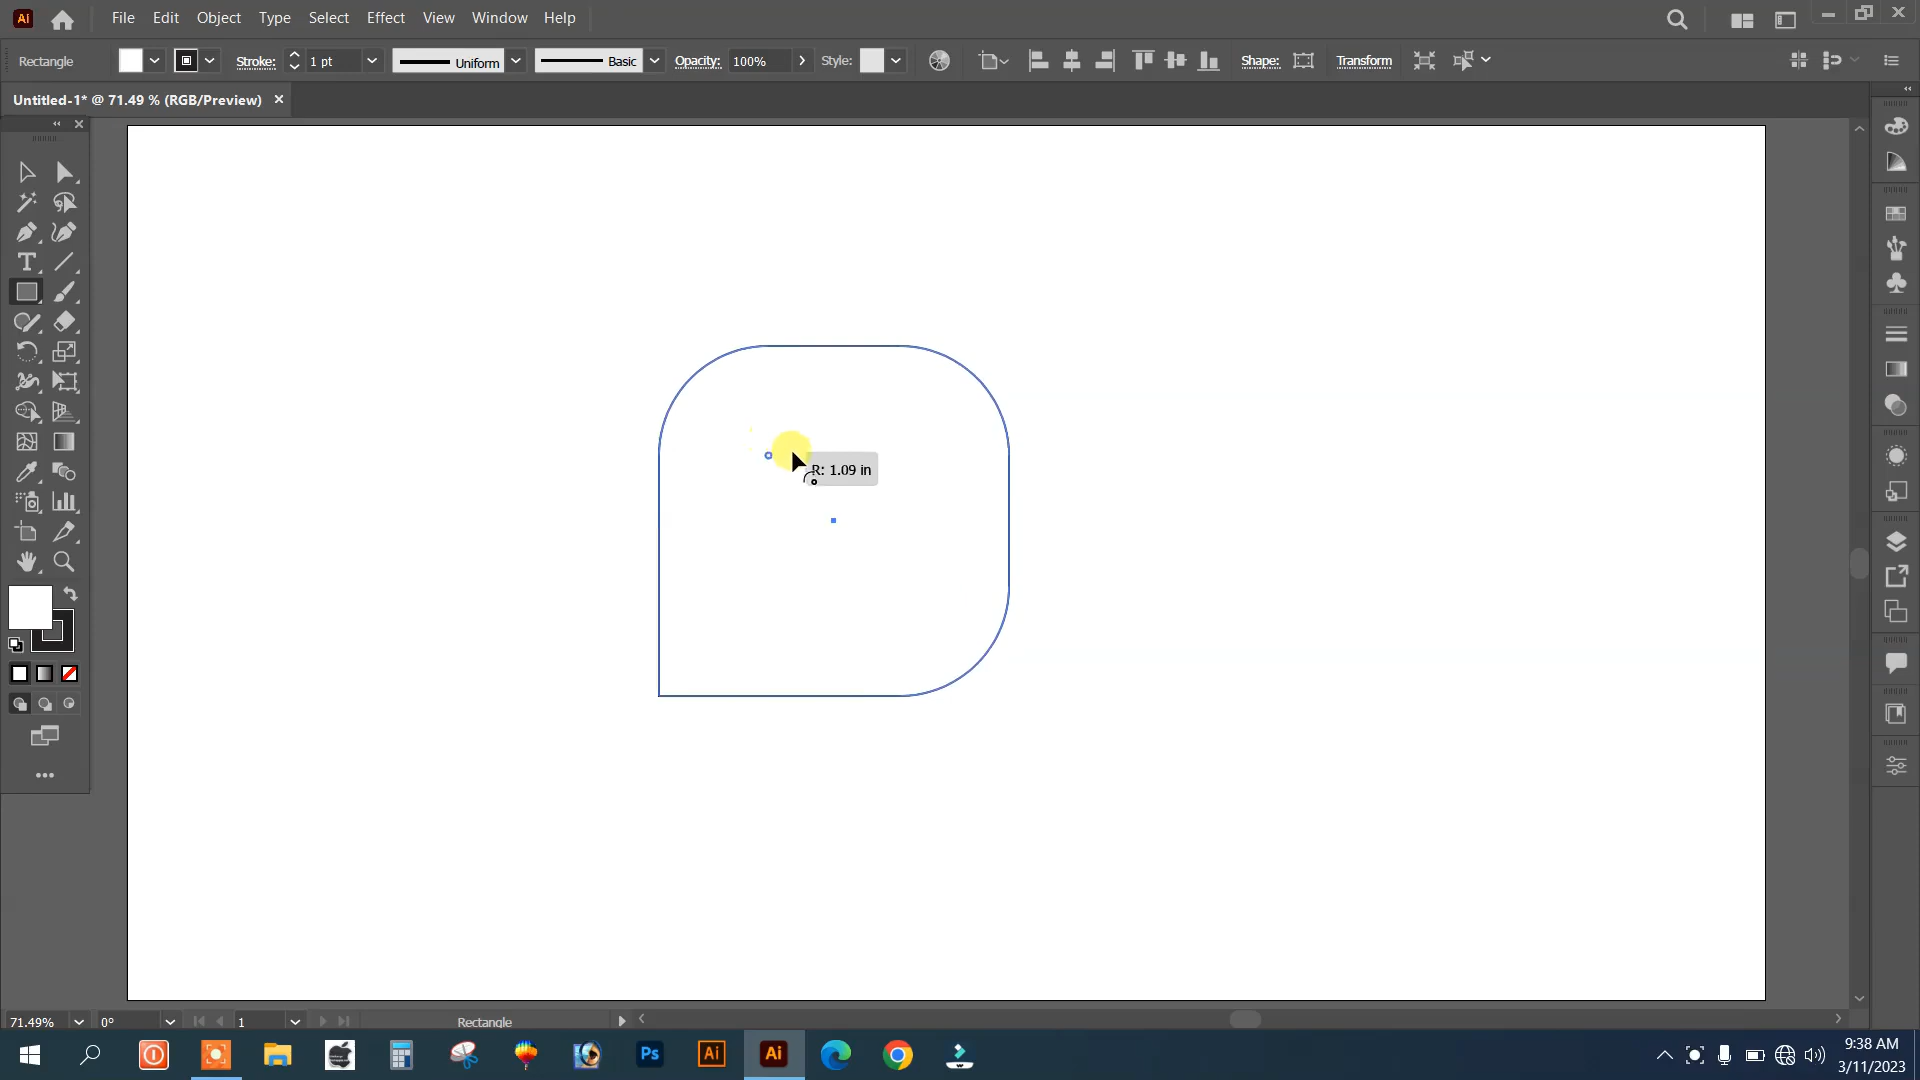 Ai File Edit Object Type Select Effect View Window Help
Rectangle Stroke: 1 pt Uniform Basic Opacity: 100% Style: Shape: Transform
Untitled-1* @ 71.49 % (RGB/Preview)
R: 1.09 in
71.49% 0° 1 Rectangle
Ps Ai Ai
9:38 AM
3/11/2023